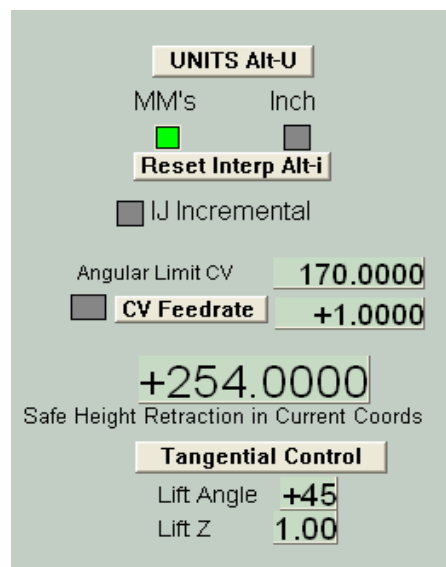 UNITS Alt-U
MM's Inch
Reset Interp Alt-i
IJ Incremental
Angular Limit CV 170.0000
CV Feedrate +1.0000
+254.0000
Safe Height Retraction in Current Coords
Tangential Control
Lift Angle +45
Lift Z 1.00